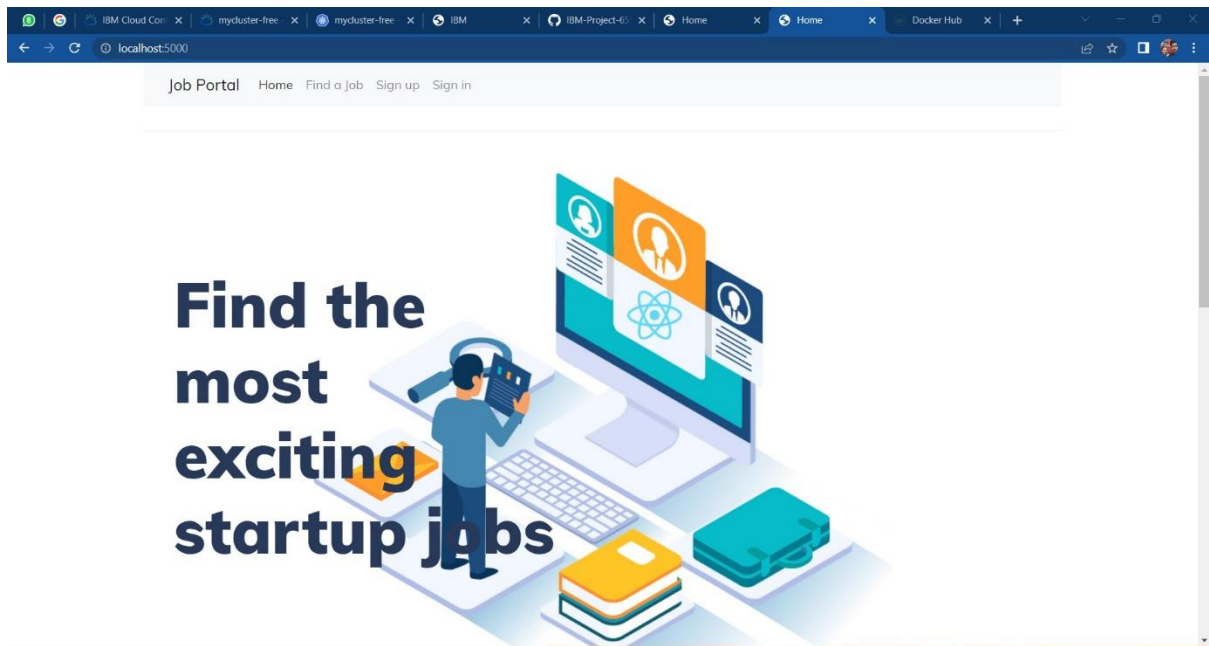 IBM Cloud Cont
mycluster-free -
mycluster-free -
IBM
IBM-Project-65
Home
Home
Docker Hub
localhost:5000
Job Portal Home Find a Job Sign up Sign in
Find the
most
exciting
startup jobs